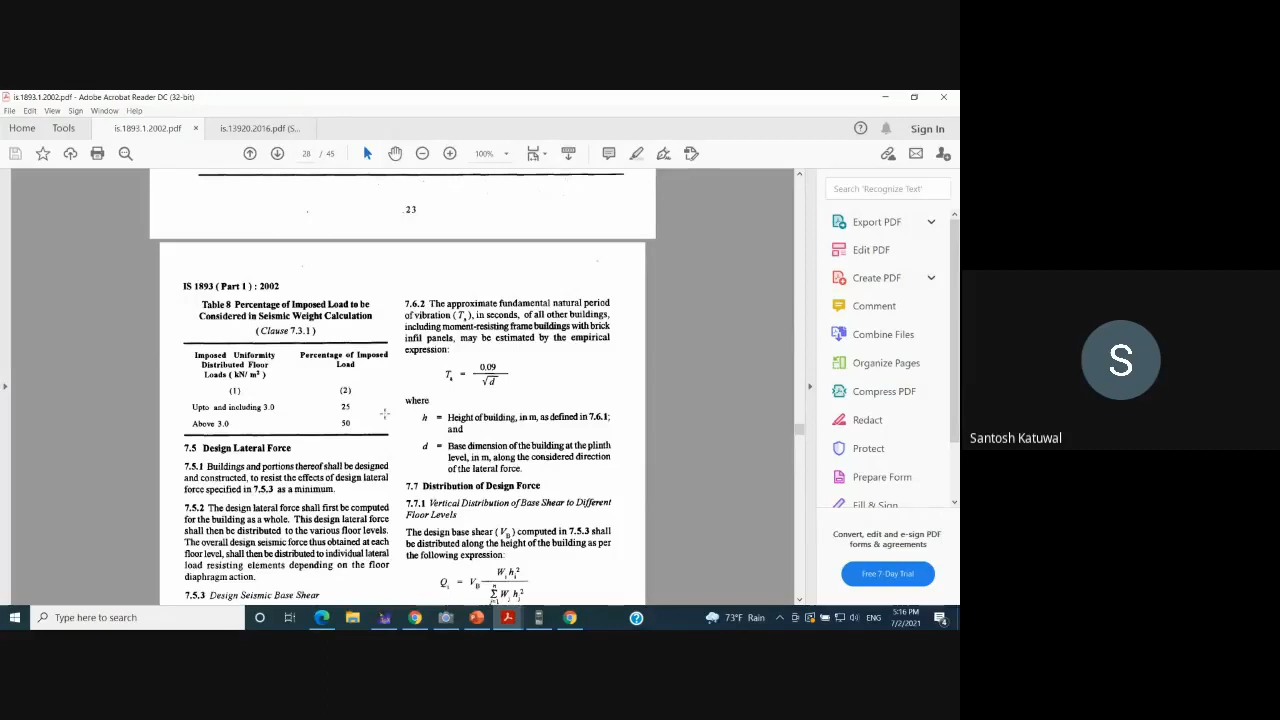 is.1893.1.2002.pdf - Adobe Acrobat Reader DC (32-bit)
File Edit View Sign Window Help
Home Tools is.1893.1.2002.pdf × is.13920.2016.pdf (S... Sign In
28 / 45 100%
23
IS 1893 ( Part 1 ) : 2002
Table 8 Percentage of Imposed Load to be
Considered in Seismic Weight Calculation
( Clause 7.3.1 )
Imposed Uniformity Percentage of Imposed
Distributed Floor Load
Loads ( kN/ m² )
(1) (2)
Upto and including 3.0 25
Above 3.0 50
7.5 Design Lateral Force
7.5.1 Buildings and portions thereof shall be designed
and constructed, to resist the effects of design lateral
force specified in 7.5.3 as a minimum.
7.5.2 The design lateral force shall first be computed
for the building as a whole. This design lateral force
shall then be distributed to the various floor levels.
The overall design seismic force thus obtained at each
floor level, shall then be distributed to individual lateral
load resisting elements depending on the floor
diaphragm action.
7.5.3 Design Seismic Base Shear
7.6.2 The approximate fundamental natural period
of vibration ( Tₐ ), in seconds, of all other buildings,
including moment-resisting frame buildings with brick
infil panels, may be estimated by the empirical
expression:
Tₐ = 0.09 / √d
where
h = Height of building, in m, as defined in 7.6.1;
and
d = Base dimension of the building at the plinth
level, in m, along the considered direction
of the lateral force.
7.7 Distribution of Design Force
7.7.1 Vertical Distribution of Base Shear to Different
Floor Levels
The design base shear ( V_B ) computed in 7.5.3 shall
be distributed along the height of the building as per
the following expression:
Qᵢ = V_B Wᵢ hᵢ² / Σ Wⱼ hⱼ²
n
j=1
Search 'Recognize Text'
Export PDF
Edit PDF
Create PDF
Comment
Combine Files
Organize Pages
Compress PDF
Redact
Protect
Prepare Form
Fill & Sign
Convert, edit and e-sign PDF
forms & agreements
Free 7-Day Trial
Type here to search
73°F Rain ENG
5:16 PM
7/2/2021
4
S
Santosh Katuwal